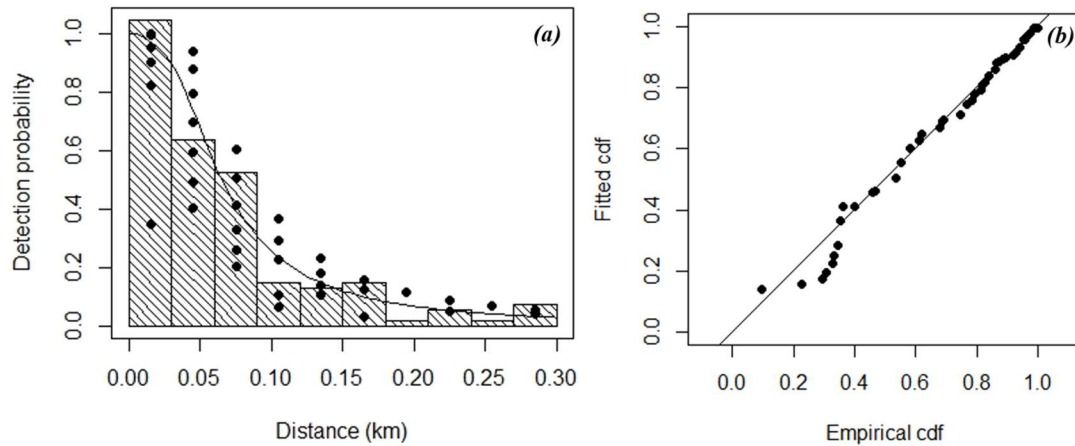 (a)
Detection probability
0.0 0.2 0.4 0.6 0.8 1.0
0.00 0.05 0.10 0.15 0.20 0.25 0.30
Distance (km)
(b)
Fitted cdf
0.0 0.2 0.4 0.6 0.8 1.0
0.0 0.2 0.4 0.6 0.8 1.0
Empirical cdf